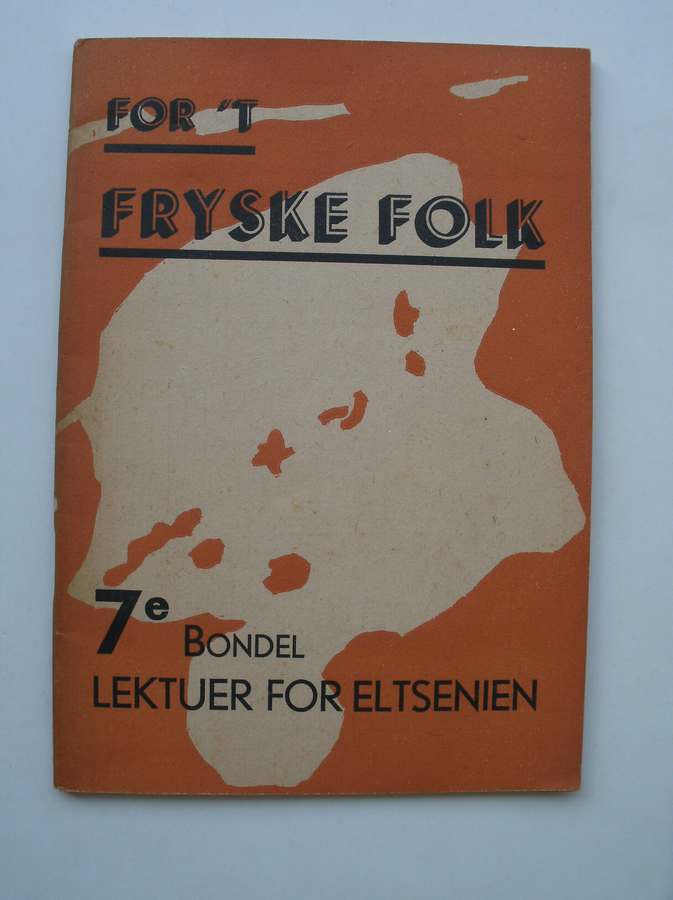 FOR 'T
FRYSKE FOLK
7e BONDEL
LEKTUER FOR ELTSENIEN